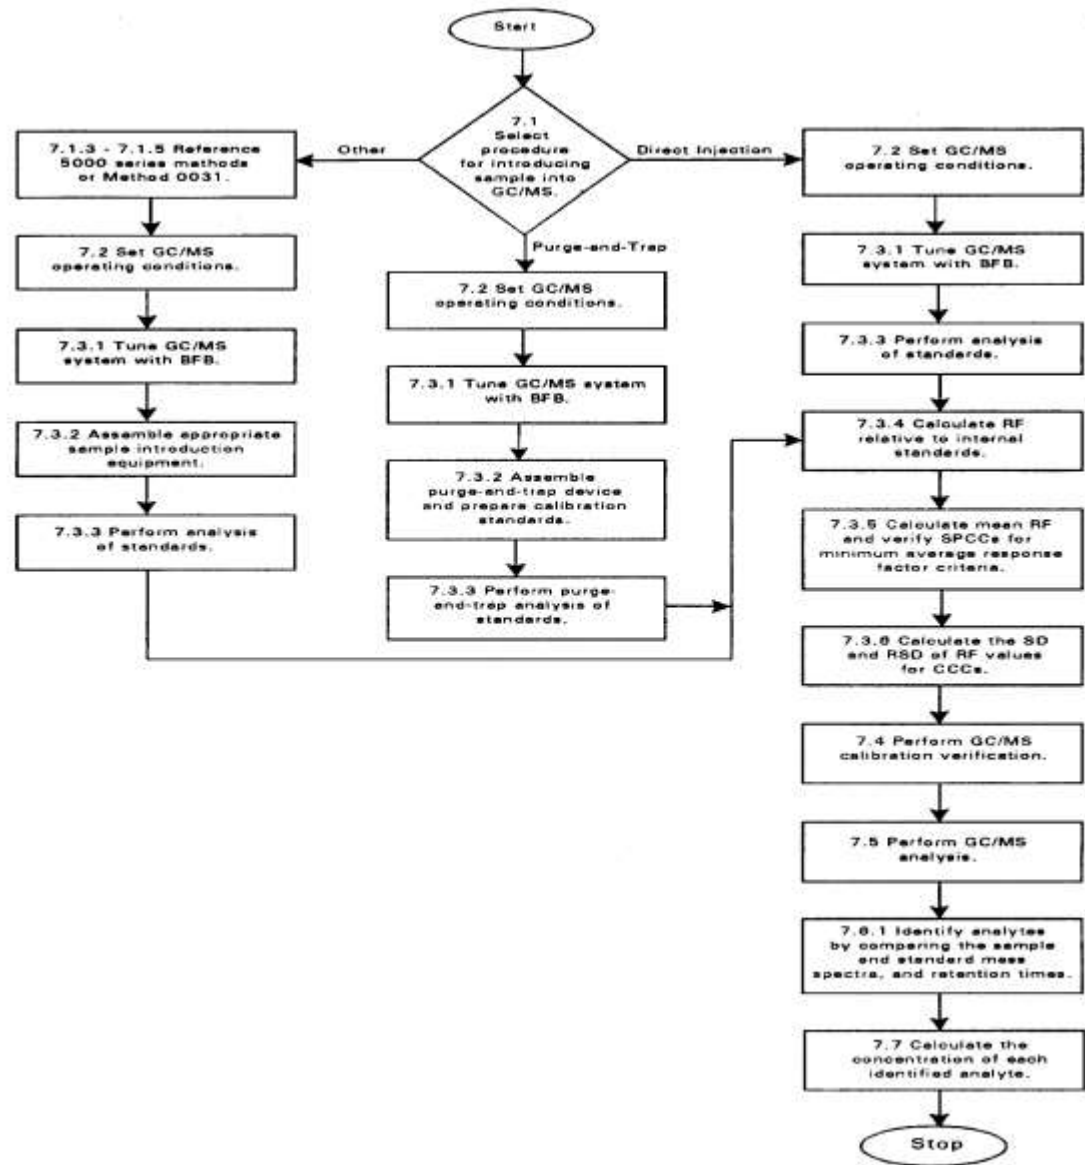 Start
7.1
Select
procedure
for introducing
sample into
GC/MS.
Other
Direct Injection
Purge-and-Trap
7.1.3 - 7.1.5 Reference
5000 series methods
or Method 0031.
7.2 Set GC/MS
operating conditions.
7.3.1 Tune GC/MS
system with BFB.
7.3.2 Assemble appropriate
sample introduction
equipment.
7.3.3 Perform analysis
of standards.
7.2 Set GC/MS
operating conditions.
7.3.1 Tune GC/MS system
with BFB.
7.3.2 Assemble
purge-and-trap device
and prepare calibration
standards.
7.3.3 Perform purge-
and-trap analysis of
standards.
7.2 Set GC/MS
operating conditions.
7.3.1 Tune GC/MS
system with BFB.
7.3.3 Perform analysis
of standards.
7.3.4 Calculate RF
relative to internal
standards.
7.3.5 Calculate mean RF
and verify SPCCs for
minimum average response
factor criteria.
7.3.6 Calculate the SD
and RSD of RF values
for CCCs.
7.4 Perform GC/MS
calibration verification.
7.5 Perform GC/MS
analysis.
7.6.1 Identify analytes
by comparing the sample
and standard mass
spectra, and retention times.
7.7 Calculate the
concentration of each
identified analyte.
Stop